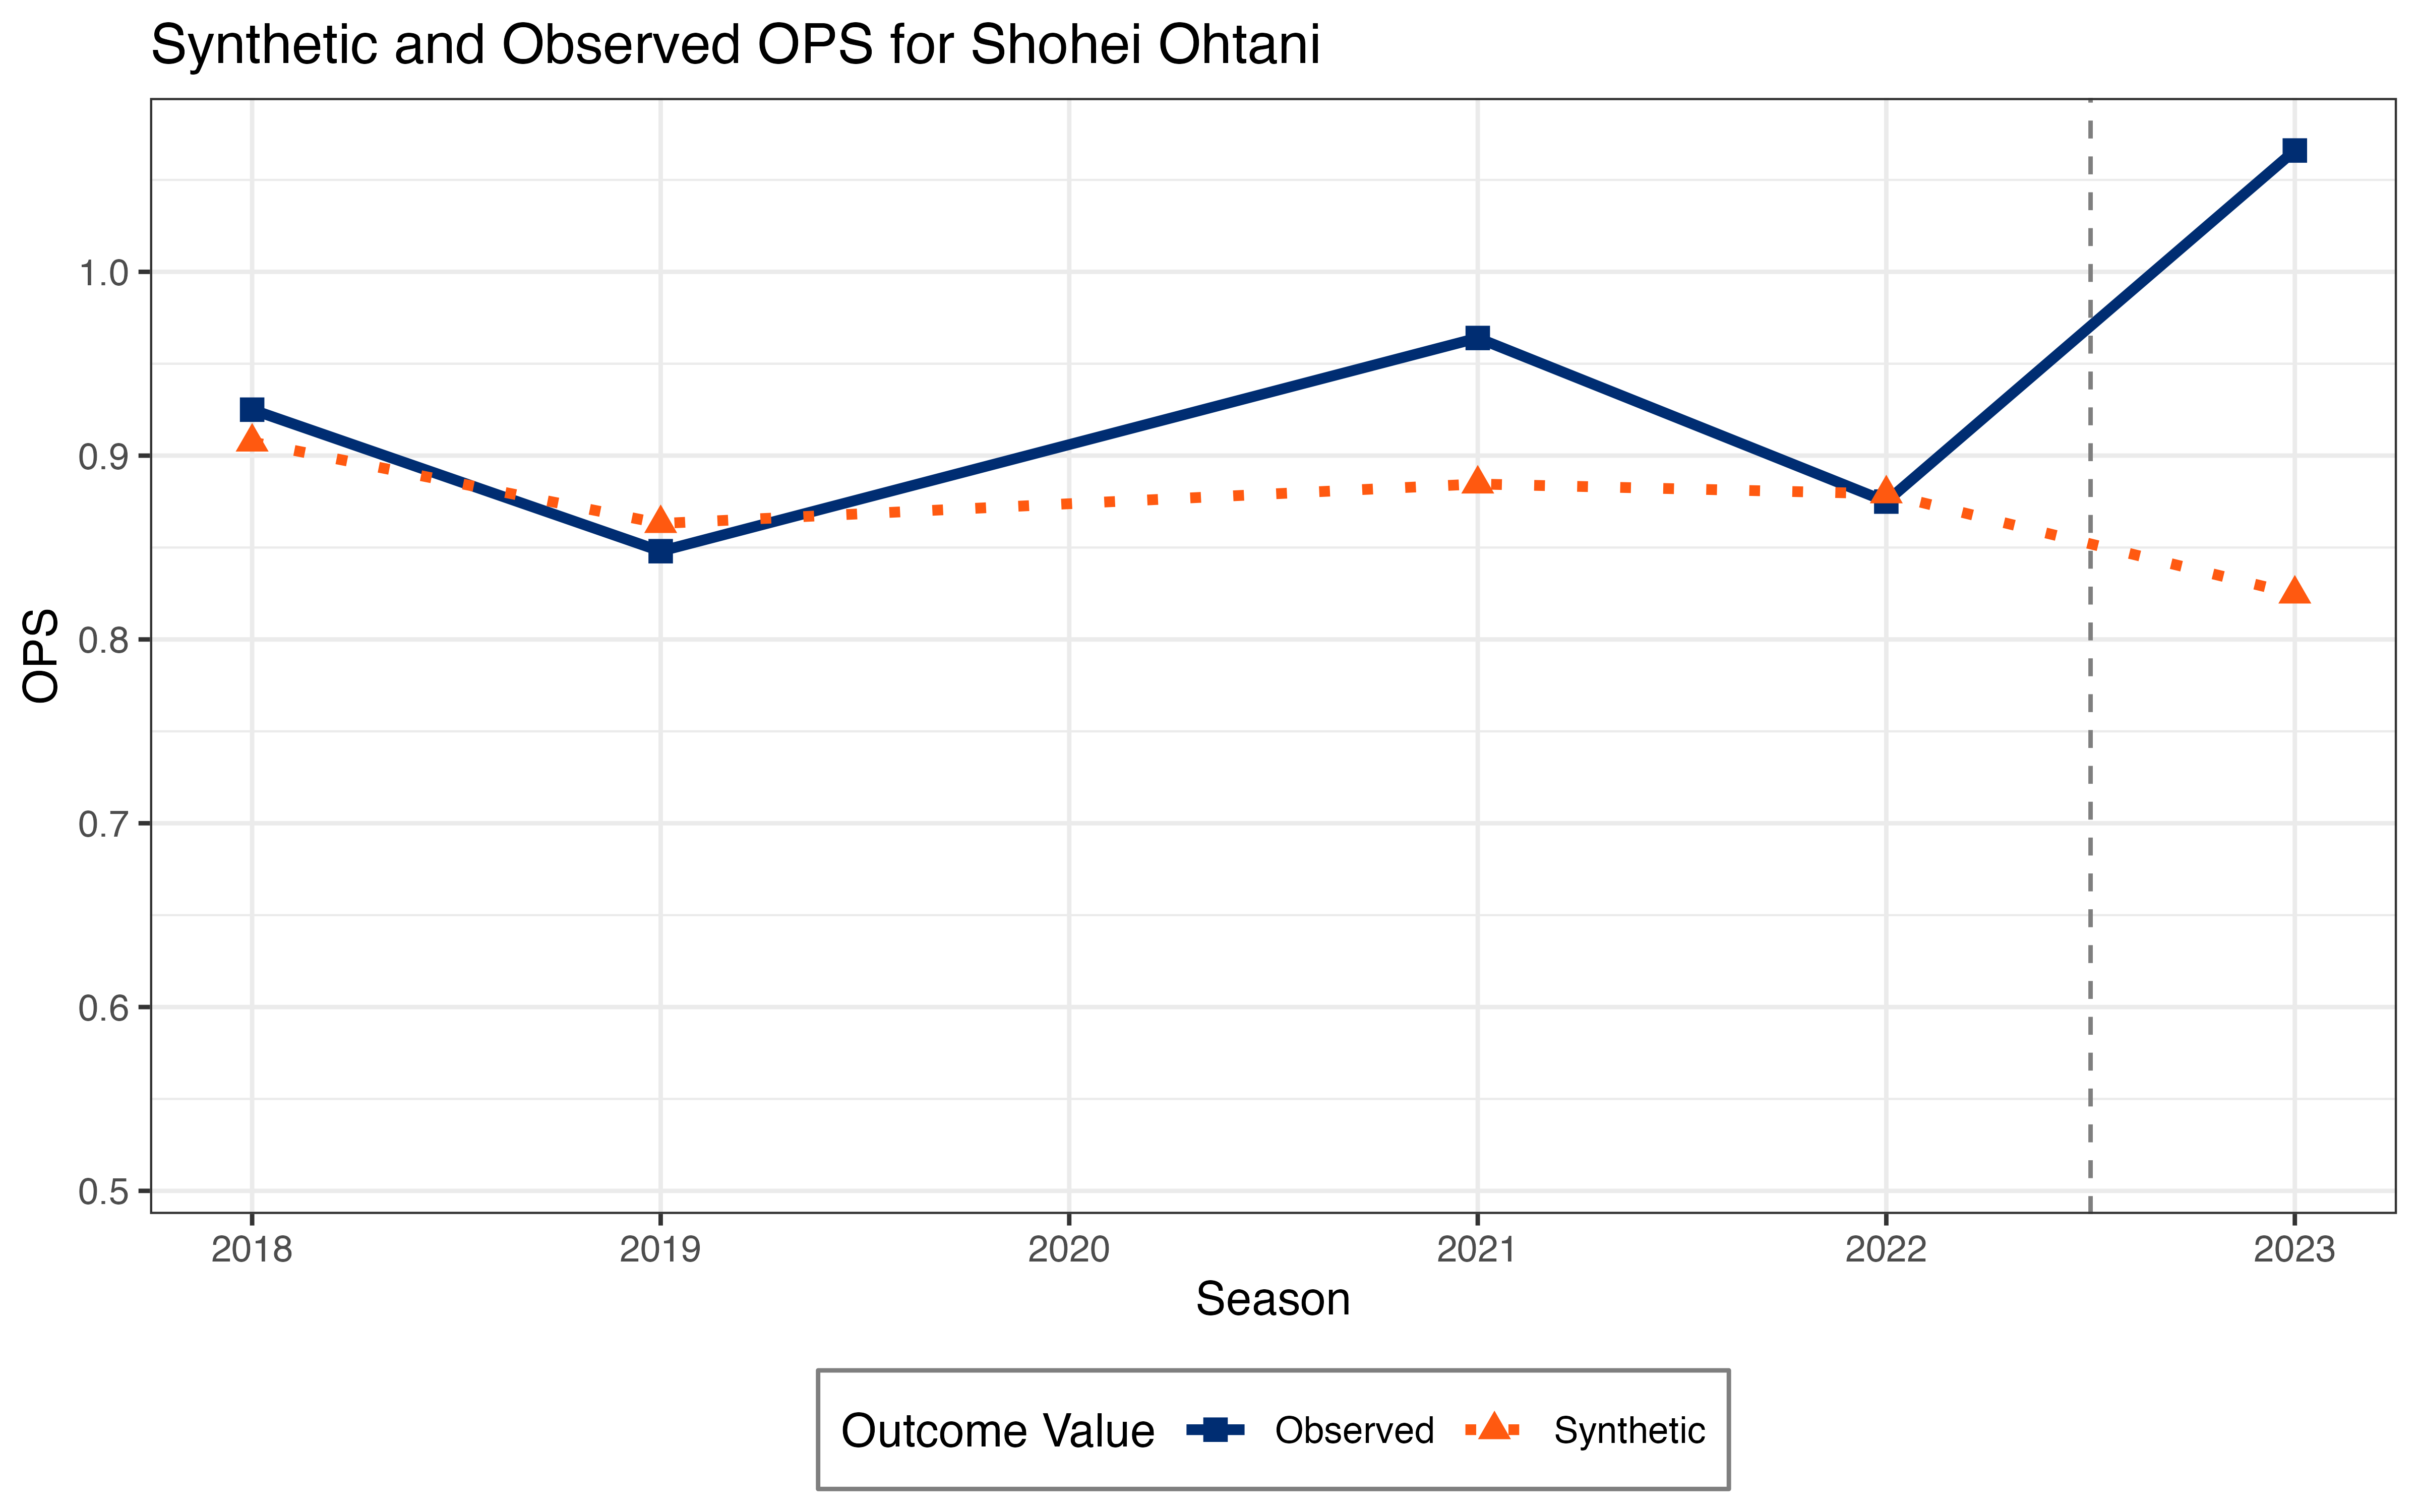 Synthetic and Observed OPS for Shohei Ohtani
OPS
1.0
0.9
0.8
0.7
0.6
0.5
2018 2019 2020 2021 2022 2023
Season
Outcome Value Observed Synthetic